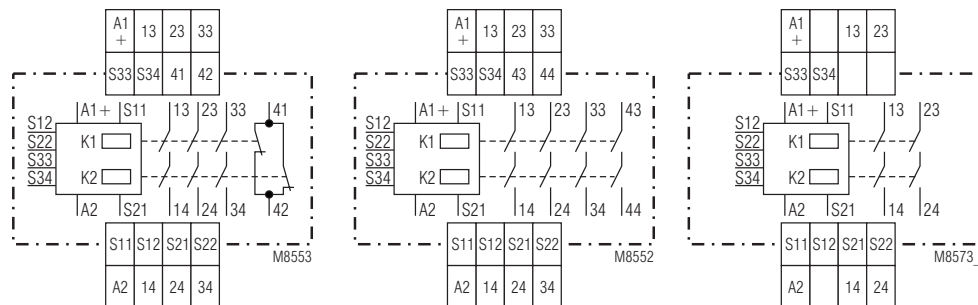 A1 + 13 23 33
S33 S34 41 42
A1+ S11 13 23 33 41
S12
S22 K1
S33
S34 K2
A2 S21 14 24 34 42
S11 S12 S21 S22
M8553
A2 14 24 34
A1 + 13 23 33
S33 S34 43 44
A1+ S11 13 23 33 43
S12
S22 K1
S33
S34 K2
A2 S21 14 24 34 44
S11 S12 S21 S22
M8552
A2 14 24 34
A1 + 13 23
S33 S34
A1+ S11 13 23
S12
S22 K1
S33
S34 K2
A2 S21 14 24
S11 S12 S21 S22
M8573_
A2 14 24